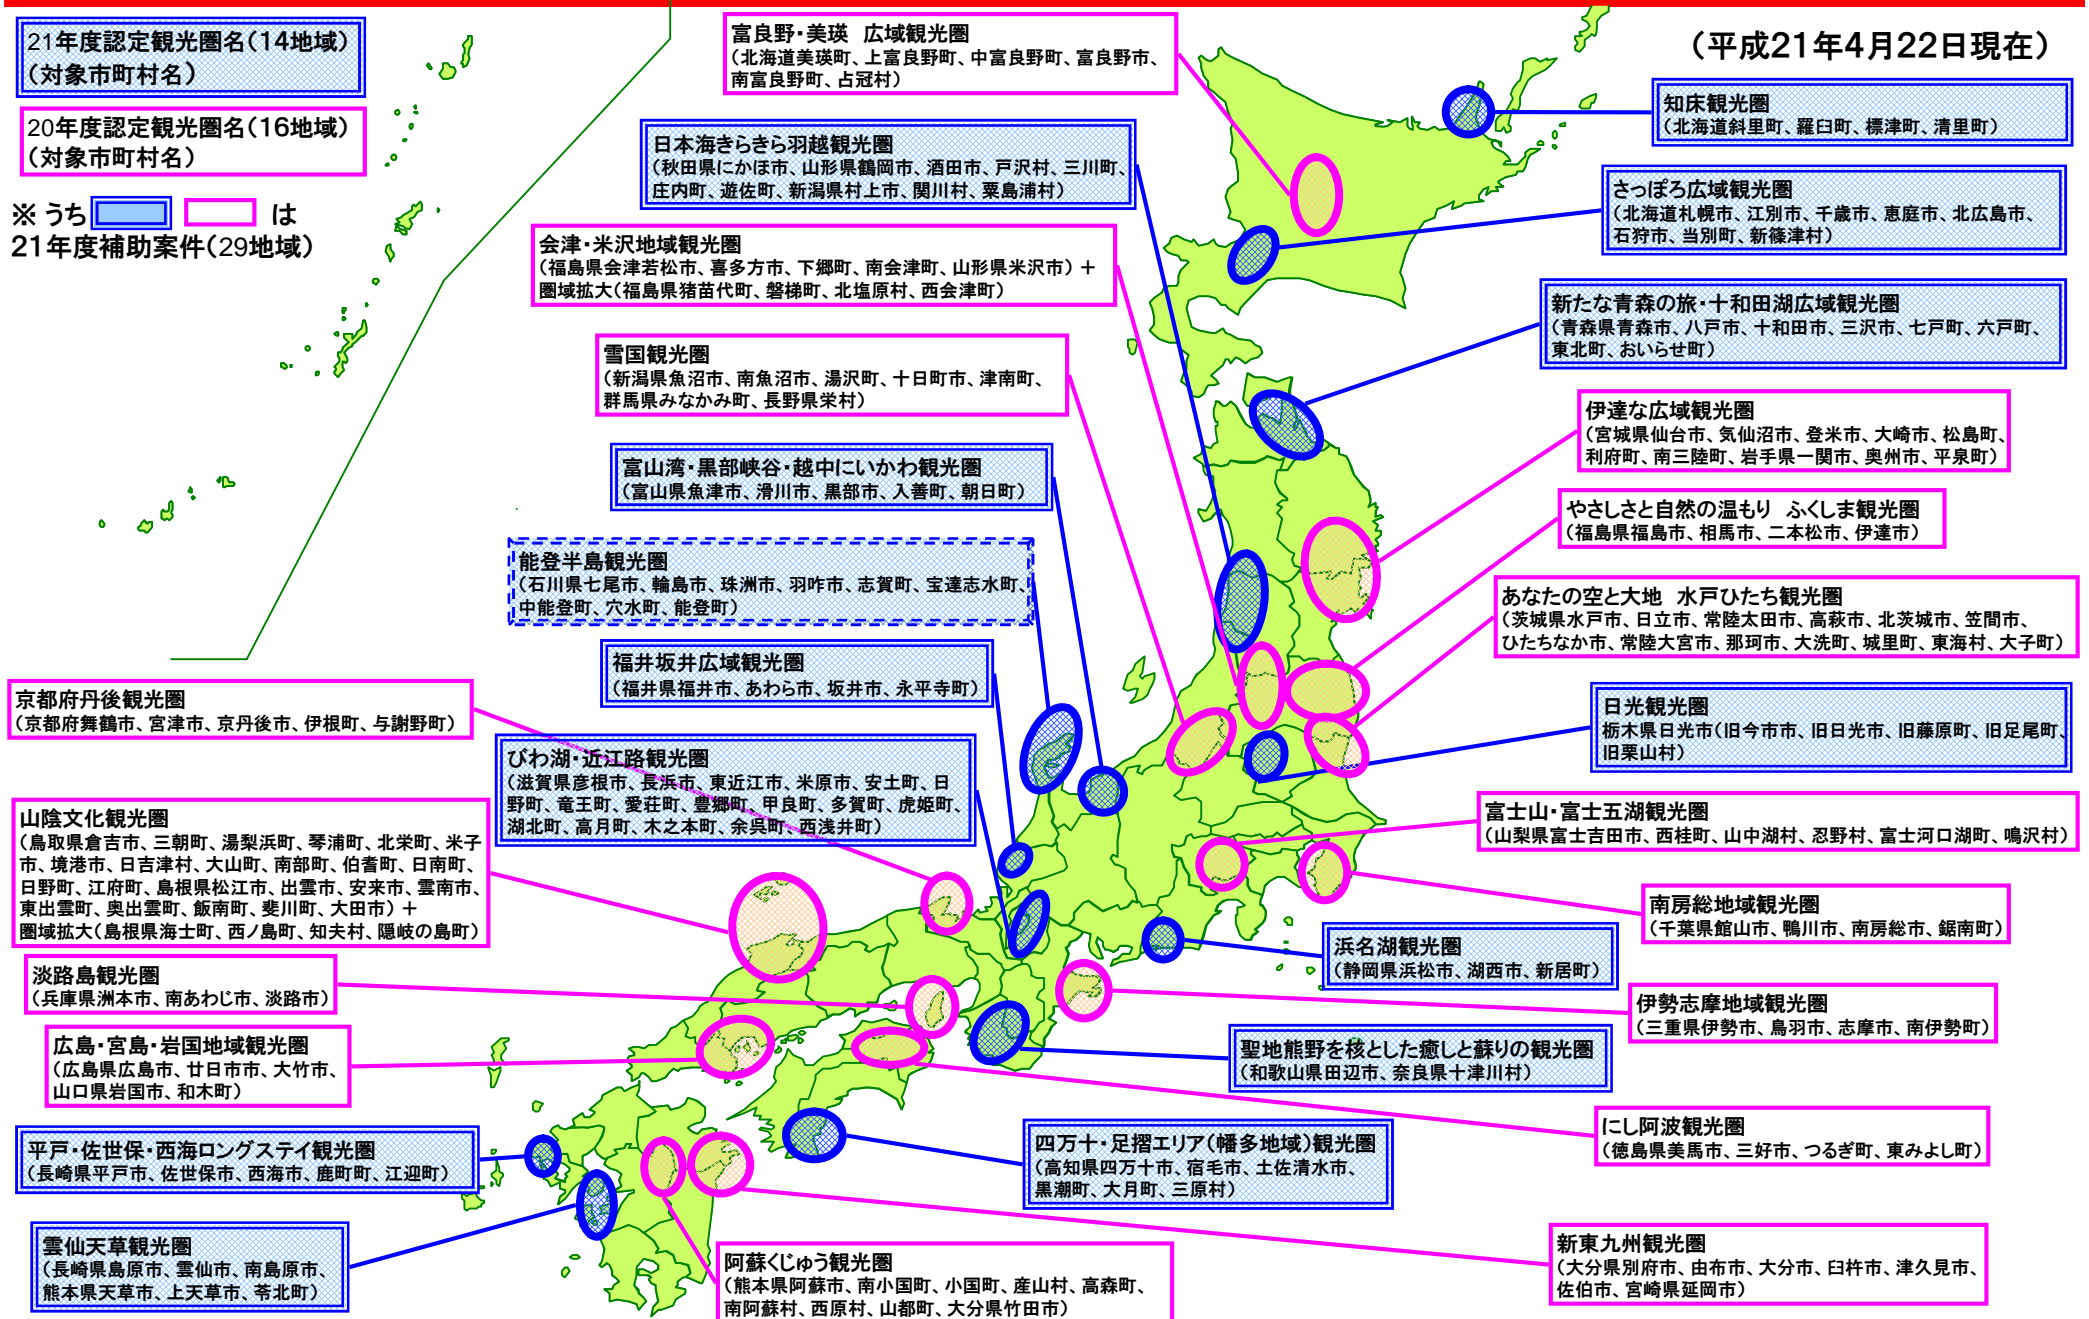 21年度認定観光圏名（14地域）
（対象市町村名）
20年度認定観光圏名（16地域）
（対象市町村名）
※うち　　　　は
21年度補助案件（29地域）
（平成21年4月22日現在）
富良野・美瑛　広域観光圏
（北海道美瑛町、上富良野町、中富良野町、富良野市、
南富良野町、占冠村）
知床観光圏
（北海道斜里町、羅臼町、標津町、清里町）
日本海きらきら羽越観光圏
（秋田県にかほ市、山形県鶴岡市、酒田市、戸沢村、三川町、
庄内町、遊佐町、新潟県村上市、関川村、粟島浦村）
さっぽろ広域観光圏
（北海道札幌市、江別市、千歳市、恵庭市、北広島市、
石狩市、当別町、新篠津村）
会津・米沢地域観光圏
（福島県会津若松市、喜多方市、下郷町、南会津町、山形県米沢市）＋
圏域拡大（福島県猪苗代町、磐梯町、北塩原村、西会津町）
新たな青森の旅・十和田湖広域観光圏
（青森県青森市、八戸市、十和田市、三沢市、七戸町、六戸町、
東北町、おいらせ町）
雪国観光圏
（新潟県魚沼市、南魚沼市、湯沢町、十日町市、津南町、
群馬県みなかみ町、長野県栄村）
伊達な広域観光圏
（宮城県仙台市、気仙沼市、登米市、大崎市、松島町、
利府町、南三陸町、岩手県一関市、奥州市、平泉町）
富山湾・黒部峡谷・越中にいかわ観光圏
（富山県魚津市、滑川市、黒部市、入善町、朝日町）
やさしさと自然の温もり　ふくしま観光圏
（福島県福島市、相馬市、二本松市、伊達市）
能登半島観光圏
（石川県七尾市、輪島市、珠洲市、羽咋市、志賀町、宝達志水町、
中能登町、穴水町、能登町）
あなたの空と大地　水戸ひたち観光圏
（茨城県水戸市、日立市、常陸太田市、高萩市、北茨城市、笠間市、
ひたちなか市、常陸大宮市、那珂市、大洗町、城里町、東海村、大子町）
福井坂井広域観光圏
（福井県福井市、あわら市、坂井市、永平寺町）
京都府丹後観光圏
（京都府舞鶴市、宮津市、京丹後市、伊根町、与謝野町）
日光観光圏
栃木県日光市（旧今市市、旧日光市、旧藤原町、旧足尾町、
旧栗山村）
びわ湖・近江路観光圏
（滋賀県彦根市、長浜市、東近江市、米原市、安土町、日
野町、竜王町、愛荘町、豊郷町、甲良町、多賀町、虎姫町、
湖北町、高月町、木之本町、余呉町、西浅井町）
山陰文化観光圏
（鳥取県倉吉市、三朝町、湯梨浜町、琴浦町、北栄町、米子
市、境港市、日吉津村、大山町、南部町、伯耆町、日南町、
日野町、江府町、島根県松江市、出雲市、安来市、雲南市、
東出雲町、奥出雲町、飯南町、斐川町、大田市）＋
圏域拡大（島根県海士町、西ノ島町、知夫村、隠岐の島町）
富士山・富士五湖観光圏
（山梨県富士吉田市、西桂町、山中湖村、忍野村、富士河口湖町、鳴沢村）
南房総地域観光圏
（千葉県館山市、鴨川市、南房総市、鋸南町）
浜名湖観光圏
（静岡県浜松市、湖西市、新居町）
淡路島観光圏
（兵庫県洲本市、南あわじ市、淡路市）
伊勢志摩地域観光圏
（三重県伊勢市、鳥羽市、志摩市、南伊勢町）
広島・宮島・岩国地域観光圏
（広島県広島市、廿日市市、大竹市、
山口県岩国市、和木町）
聖地熊野を核とした癒しと蘇りの観光圏
（和歌山県田辺市、奈良県十津川村）
にし阿波観光圏
（徳島県美馬市、三好市、つるぎ町、東みよし町）
平戸・佐世保・西海ロングステイ観光圏
（長崎県平戸市、佐世保市、西海市、鹿町町、江迎町）
四万十・足摺エリア（幡多地域）観光圏
（高知県四万十市、宿毛市、土佐清水市、
黒潮町、大月町、三原村）
雲仙天草観光圏
（長崎県島原市、雲仙市、南島原市、
熊本県天草市、上天草市、苓北町）
阿蘇くじゅう観光圏
（熊本県阿蘇市、南小国町、小国町、産山村、高森町、
南阿蘇村、西原村、山都町、大分県竹田市）
新東九州観光圏
（大分県別府市、由布市、大分市、臼杵市、津久見市、
佐伯市、宮崎県延岡市）